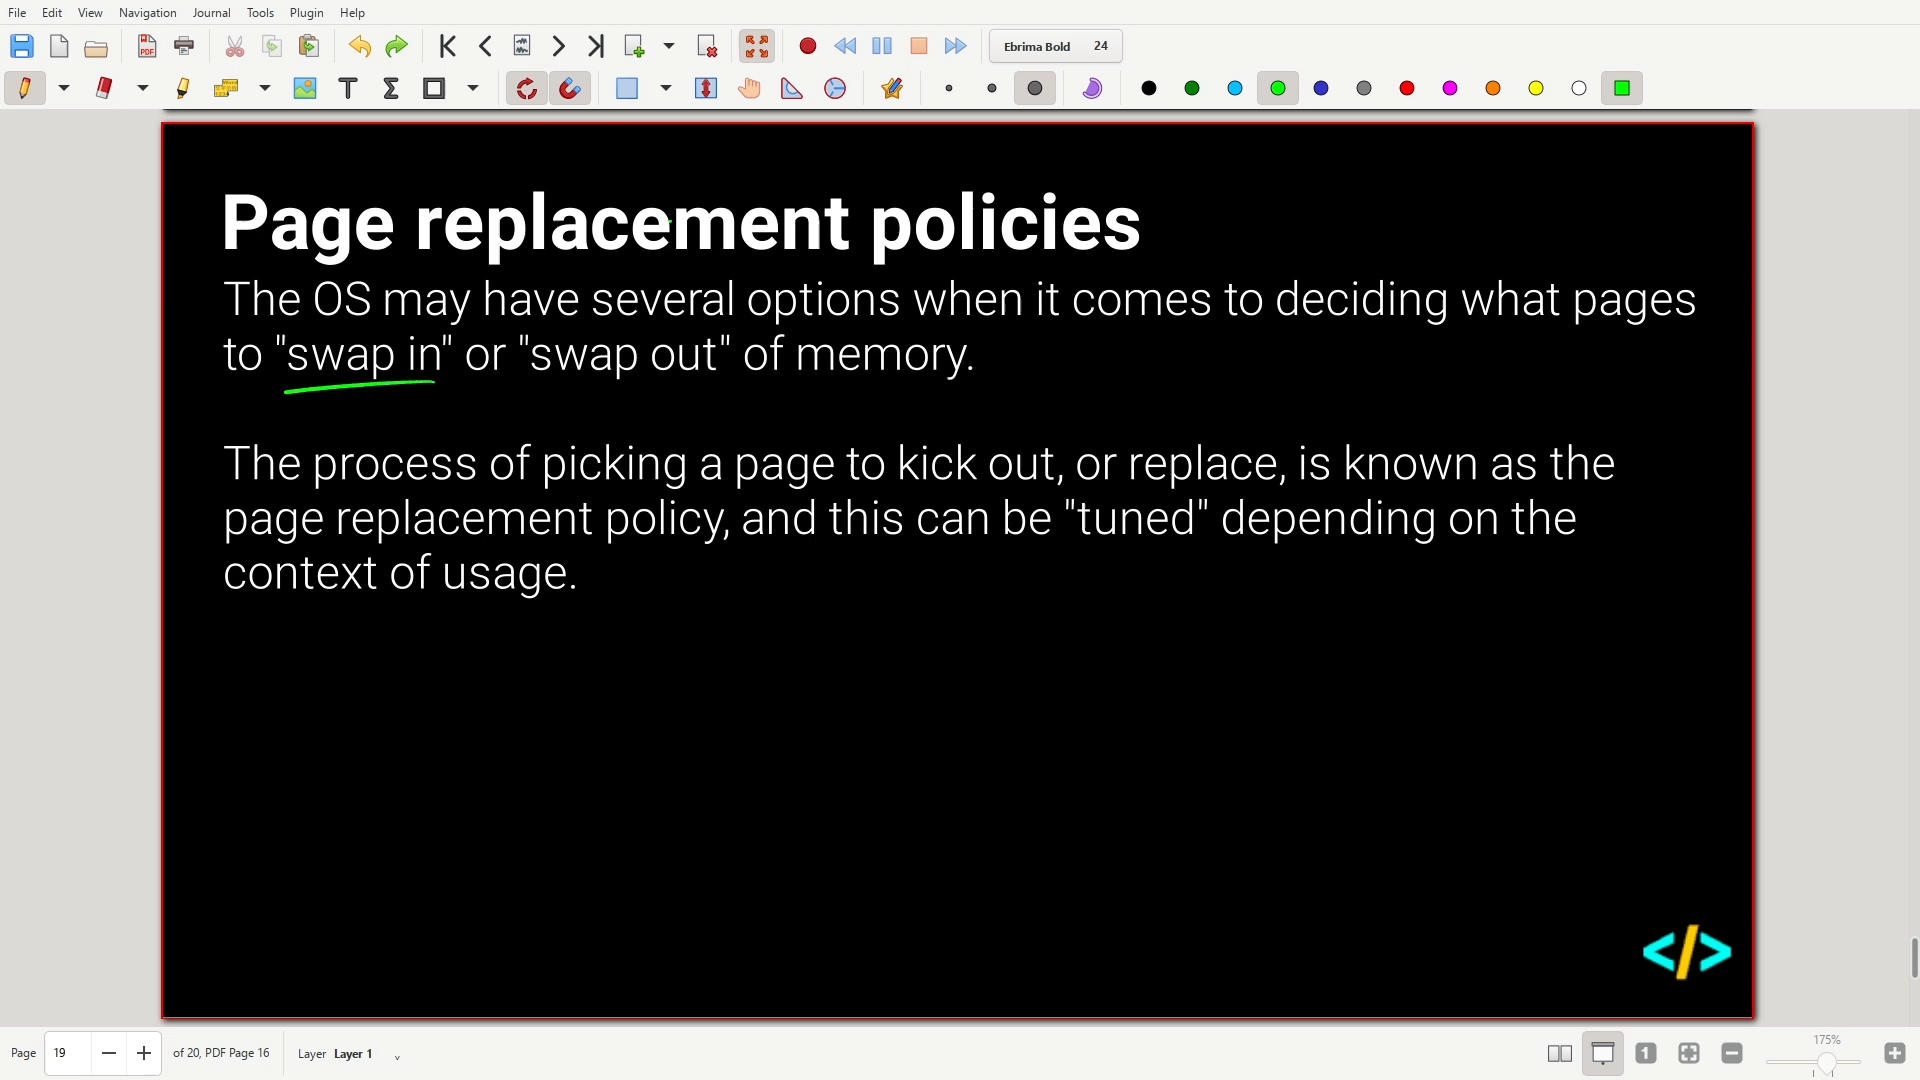 File Edit View Navigation Journal Tools Plugin Help
PDF
Ebrima Bold 24
Page replacement policies
The OS may have several options when it comes to deciding what pages
to "swap in" or "swap out" of memory.
The process of picking a page to kick out, or replace, is known as the
page replacement policy, and this can be "tuned" depending on the
context of usage.
</>
Page 19 of 20, PDF Page 16 Layer Layer 1
1
175%